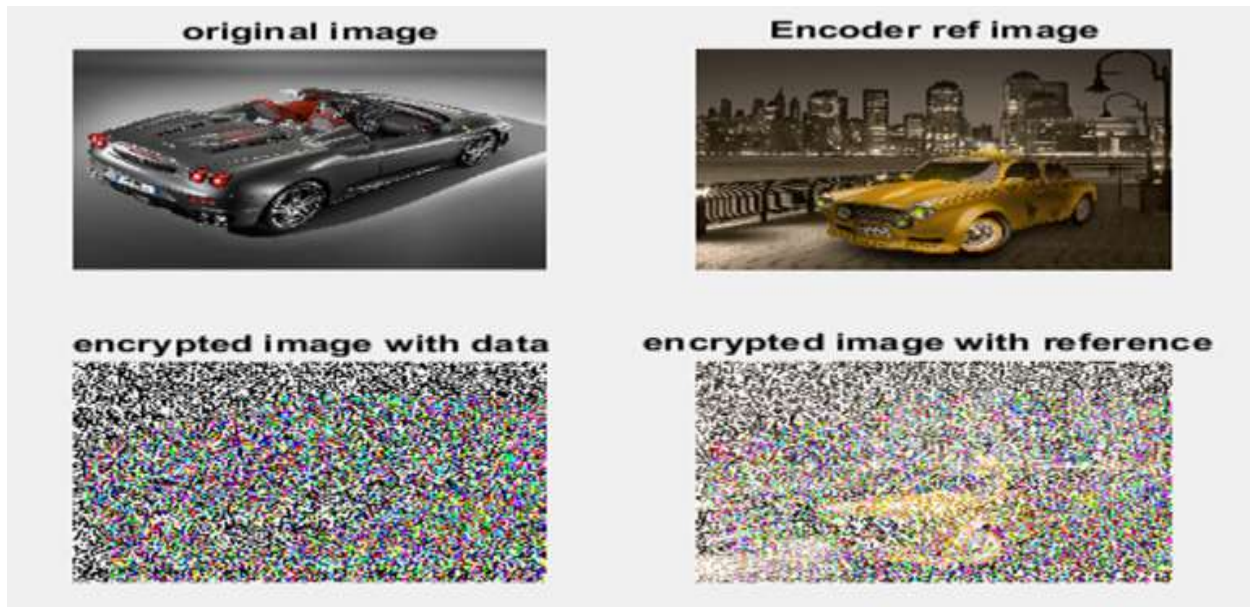 original image
Encoder ref image
encrypted image with data
encrypted image with reference